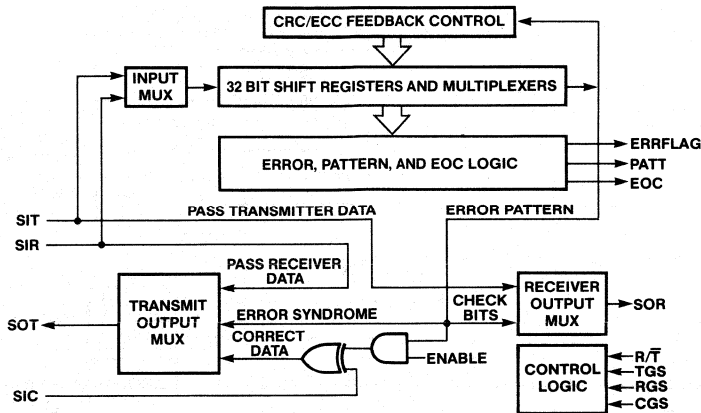 CRC/ECC FEEDBACK CONTROL
INPUT
MUX
32 BIT SHIFT REGISTERS AND MULTIPLEXERS
ERROR, PATTERN, AND EOC LOGIC
ERRFLAG
PATT
EOC
SIT
PASS TRANSMITTER DATA
ERROR PATTERN
SIR
PASS RECEIVER
DATA
TRANSMIT
OUTPUT
MUX
SOT
ERROR SYNDROME
CORRECT
DATA
CHECK
BITS
RECEIVER
OUTPUT
MUX
SOR
ENABLE
SIC
CONTROL
LOGIC
R/T̅
TGS
RGS
CGS